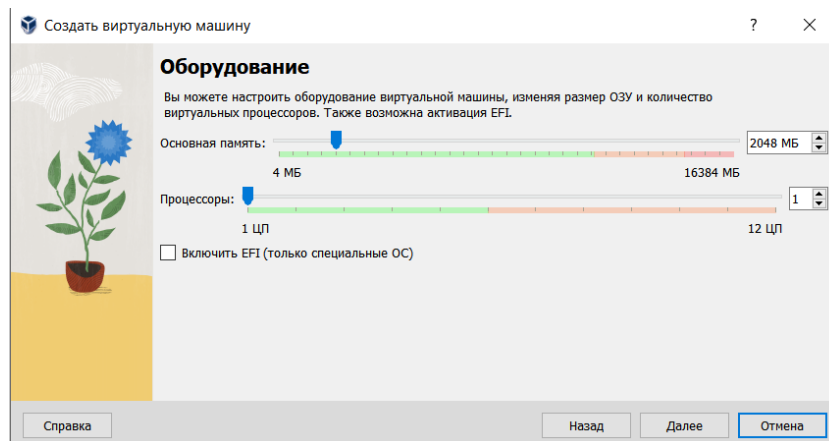 Создать виртуальную машину
?
Оборудование
Вы можете настроить оборудование виртуальной машины, изменяя размер ОЗУ и количество
виртуальных процессоров. Также возможна активация EFI.
Основная память:
2048 МБ
4 МБ
16384 МБ
Процессоры:
1
1 ЦП
12 ЦП
Включить EFI (только специальные ОС)
Справка
Назад
Далее
Отмена